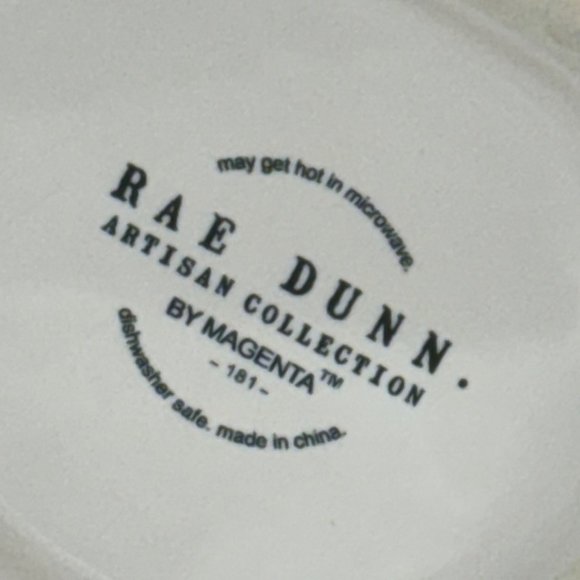 may get hot in microwave.
RAE DUNN.
ARTISAN COLLECTION
BY MAGENTA™
- 181 -
dishwasher safe. made in china.